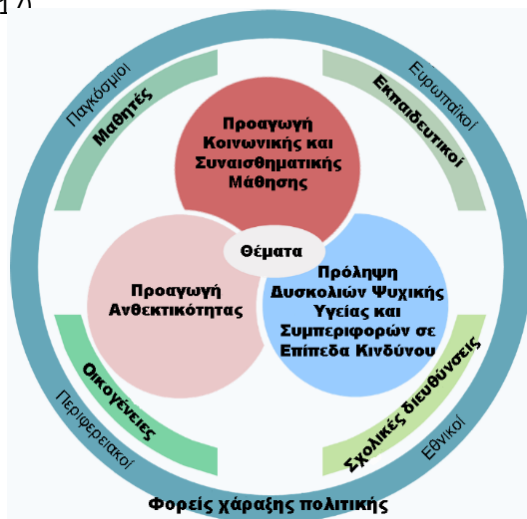 Παγκόσμιοι
Ευρωπαϊκοί
Μαθητές
Εκπαιδευτικοί
Προαγωγή
Κοινωνικής και
Συναισθηματικής
Μάθησης
Θέματα
Προαγωγή
Ανθεκτικότητας
Πρόληψη
Δυσκολιών Ψυχικής
Υγείας και
Συμπεριφορών σε
Επίπεδα Κινδύνου
Οικογένειες
Σχολικές διευθύνσεις
Περιφερειακοί
Εθνικοί
Φορείς χάραξης πολιτικής